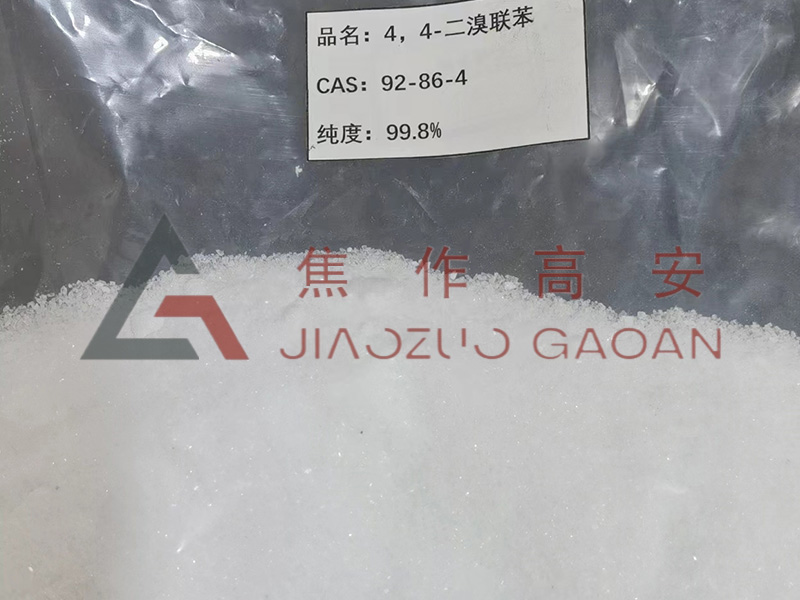 品名：4，4-二溴联苯
CAS：92-86-4
纯度：99.8%
焦作高安
JIAOZUO GAOAN